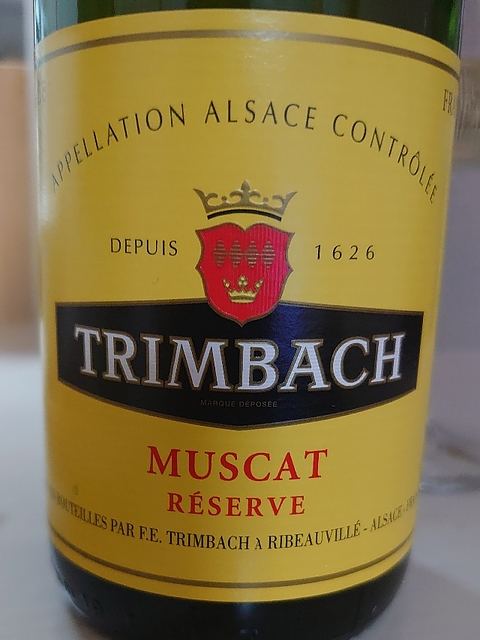 APPELLATION ALSACE CONTRÔLÉE
DEPUIS 1626
TRIMBACH
MARQUE DÉPOSÉE
MUSCAT
RÉSERVE
BOUTEILLES PAR F.E. TRIMBACH À RIBEAUVILLÉ - ALSACE